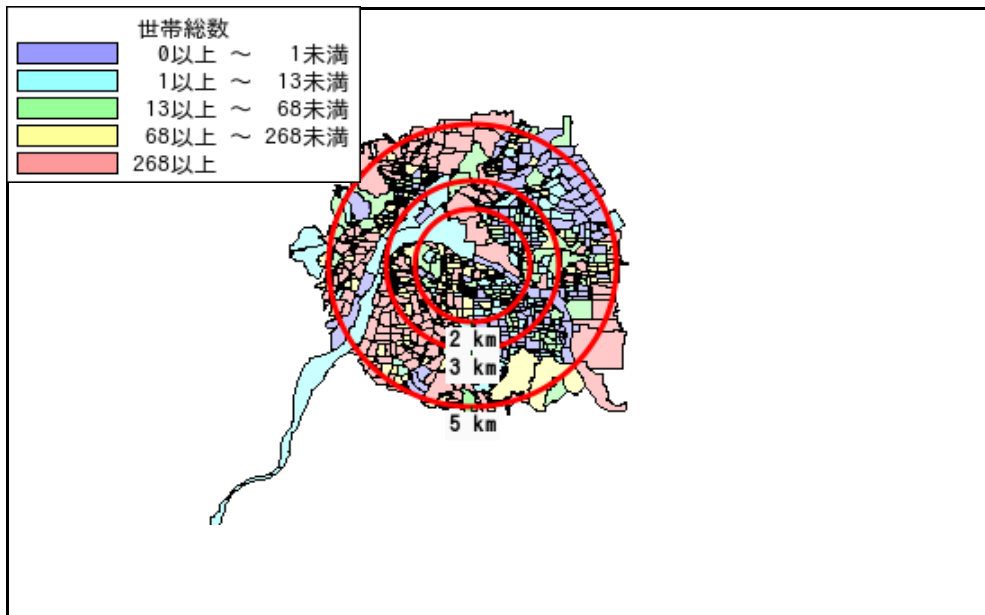 世帯総数
0以上 ～ 1未満
1以上 ～ 13未満
13以上 ～ 68未満
68以上 ～ 268未満
268以上
2 km
3 km
5 km